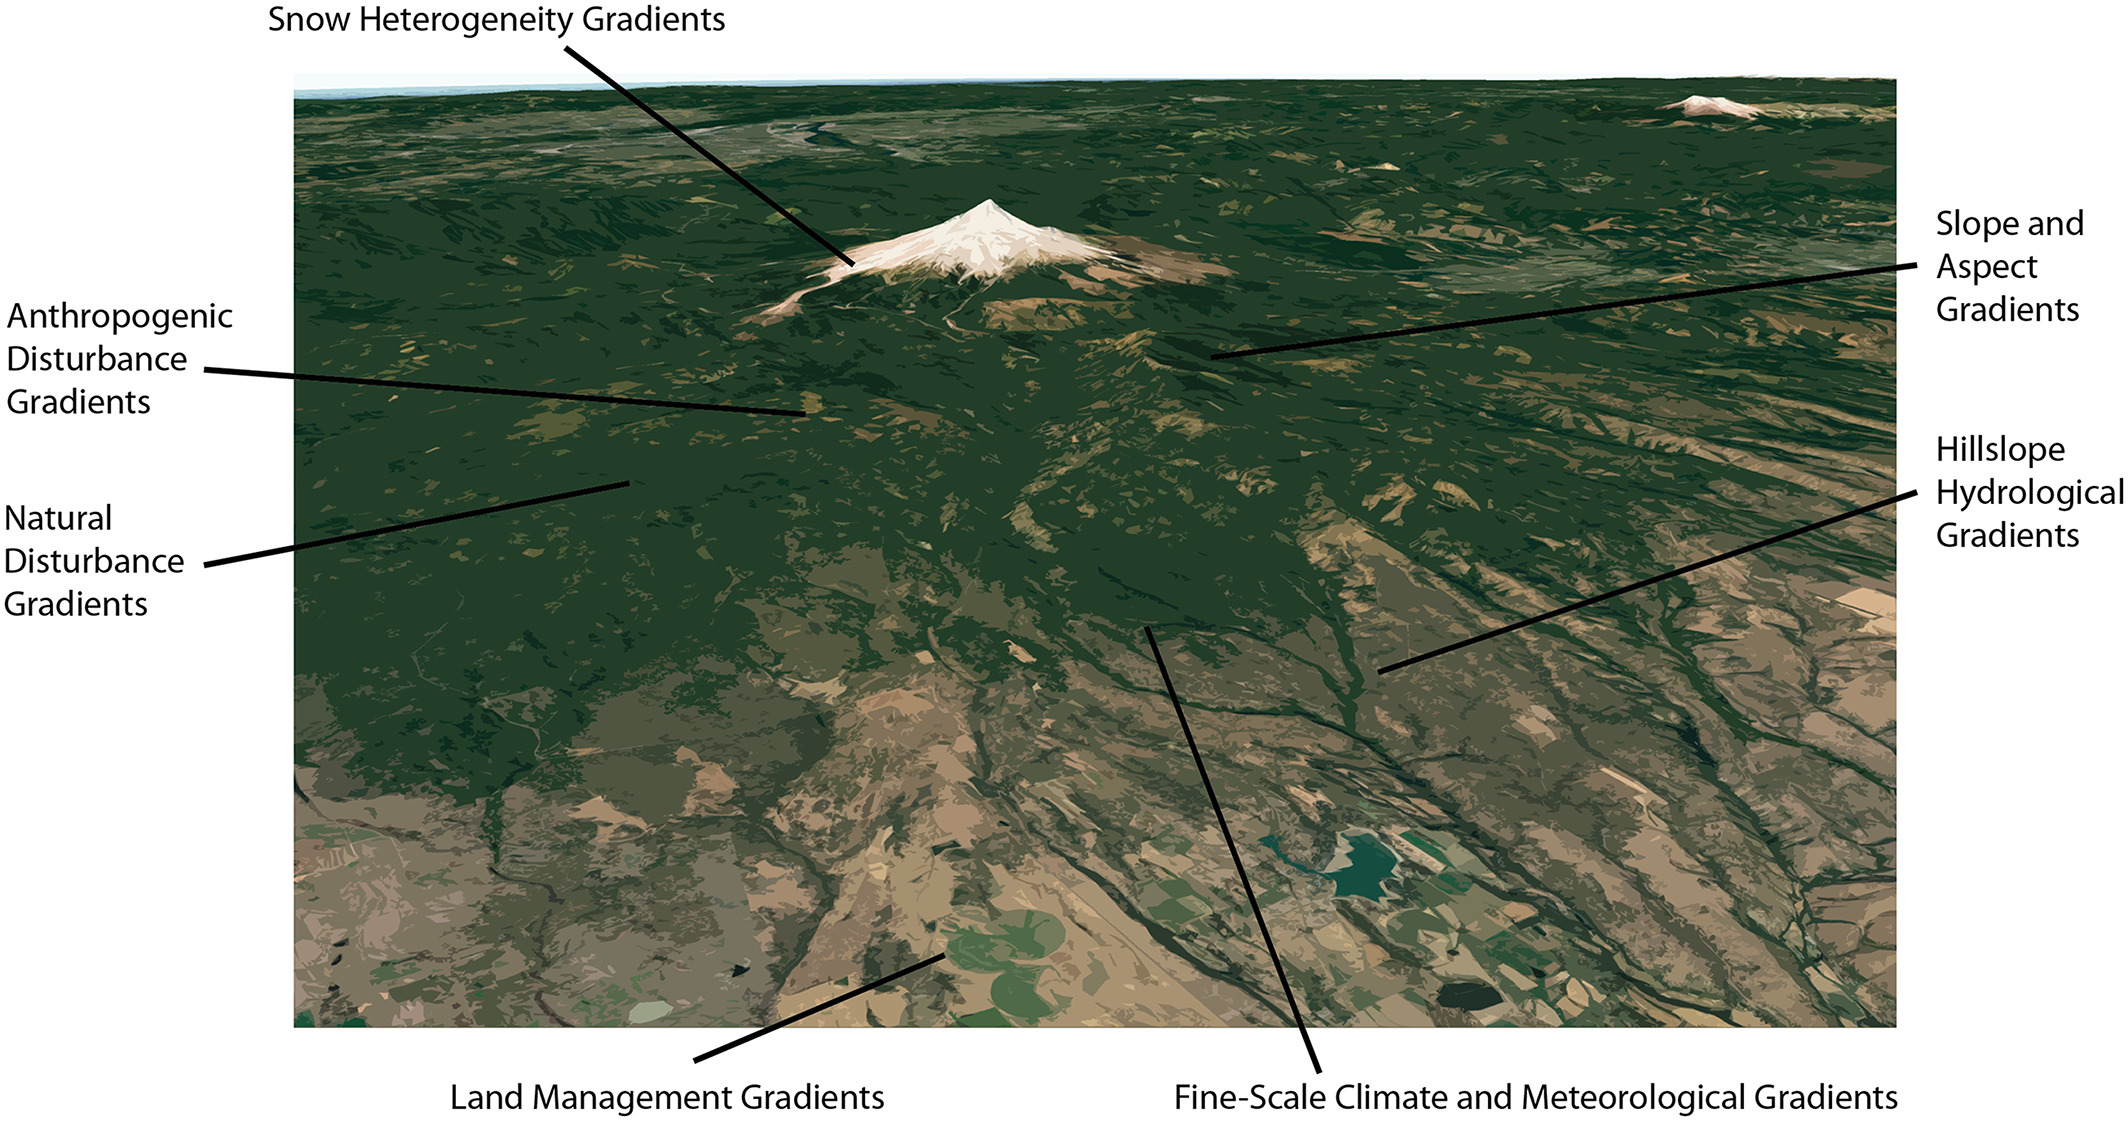 Snow Heterogeneity Gradients
Slope and
Aspect
Gradients
Anthropogenic
Disturbance
Gradients
Hillslope
Hydrological
Gradients
Natural
Disturbance
Gradients
Land Management Gradients
Fine-Scale Climate and Meteorological Gradients